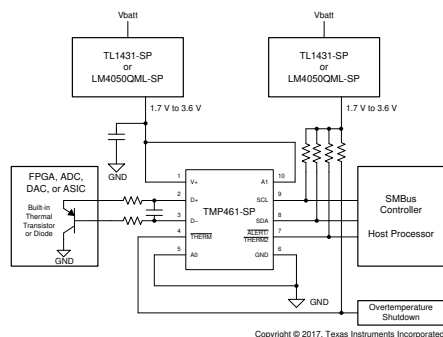 Vbatt
Vbatt
TL1431-SP
or
LM4050QML-SP
TL1431-SP
or
LM4050QML-SP
1.7 V to 3.6 V
1.7 V to 3.6 V
GND
FPGA, ADC,
DAC, or ASIC
Built-in
Thermal
Transistor
or Diode
GND
1
V+
2
D+
3
D−
4
THERM
5
A0
TMP461-SP
A1
10
SCL
9
SDA
8
ALERT/
THERM2
7
GND
6
GND
SMBus
Controller
Host Processor
Overtemperature
Shutdown
Copyright © 2017, Texas Instruments Incorporated